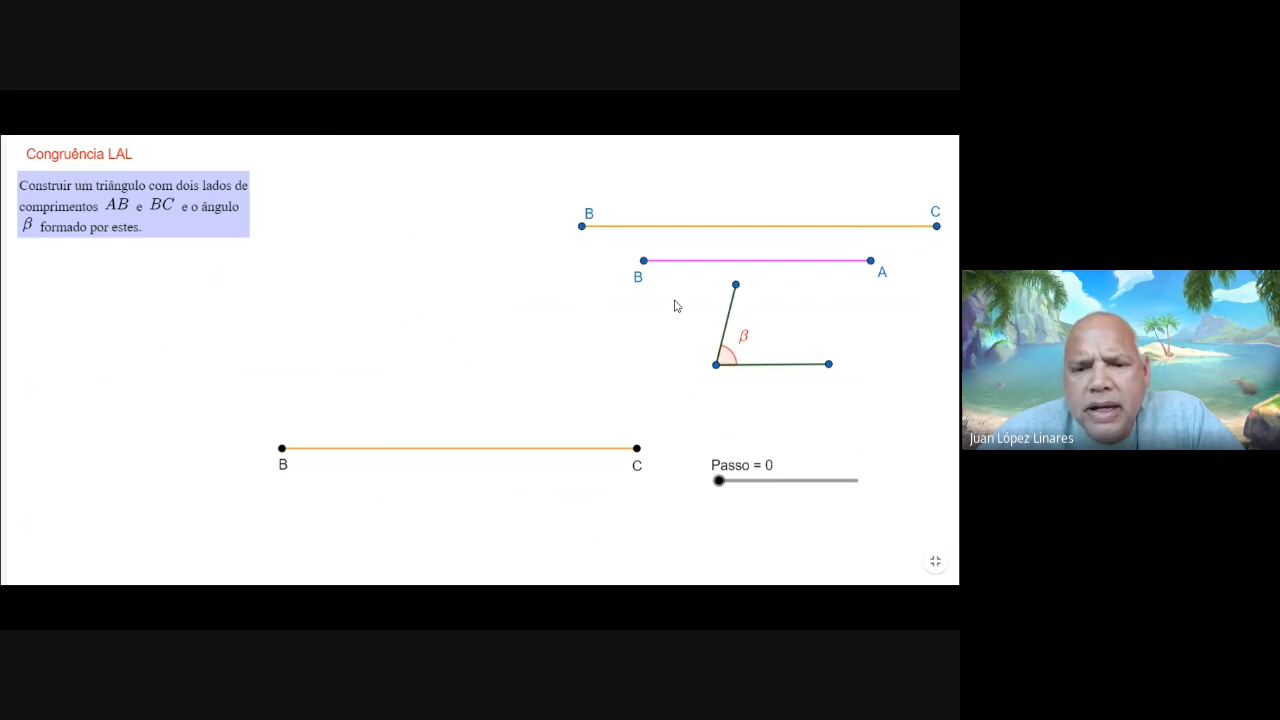 Congruência LAL
Construir um triângulo com dois lados de
comprimentos AB e BC e o ângulo
β formado por estes.
B
C
B
A
β
B
C
Passo = 0
Juan López Linares